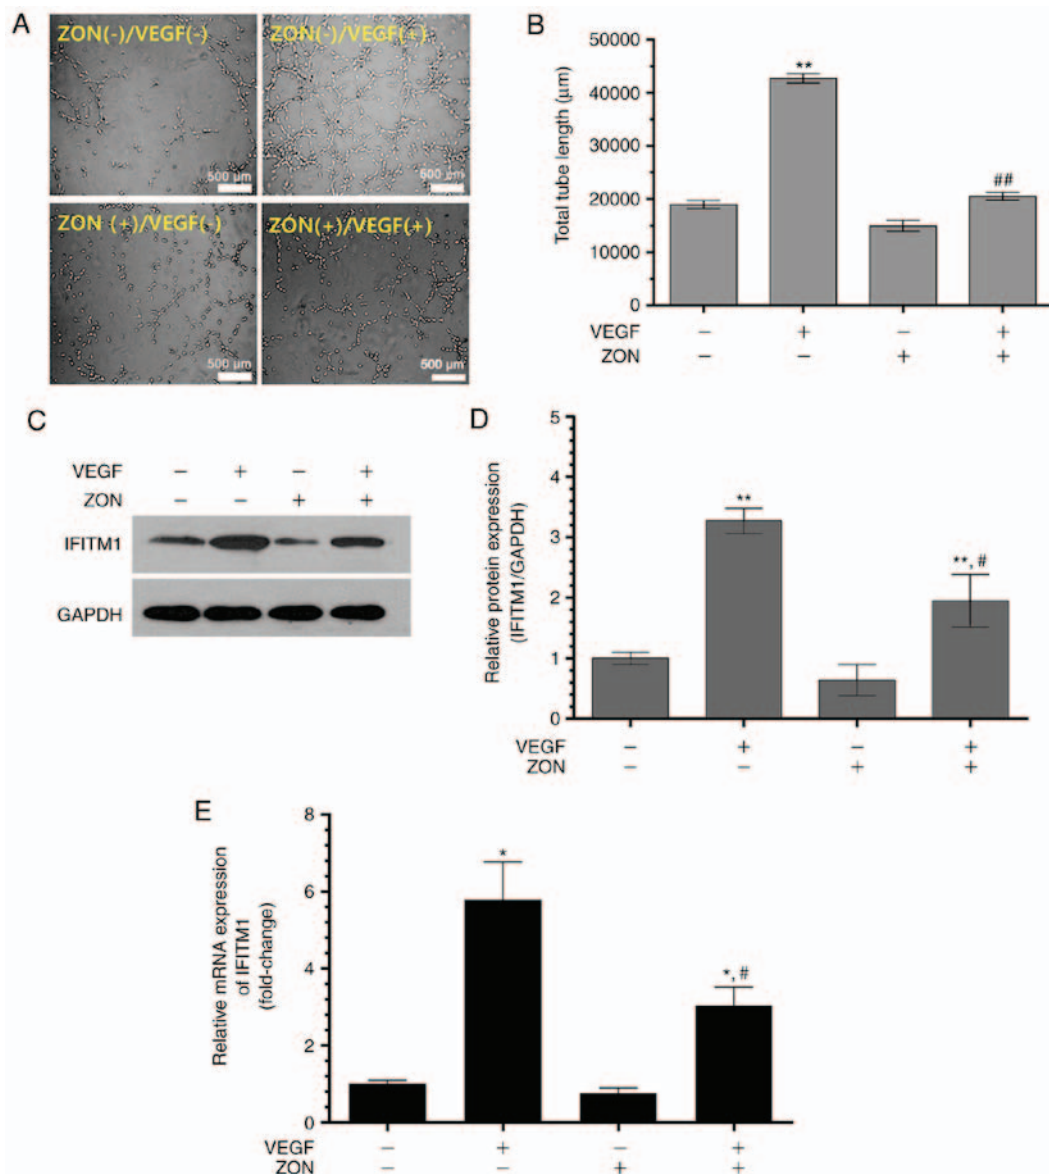 A
ZON(-)/VEGF(-)
ZON(-)/VEGF(+)
500 µm
500 µm
ZON (+)/VEGF(-)
ZON(+)/VEGF(+)
500 µm
500 µm
B
Total tube length (µm)
50000
40000
30000
20000
10000
0
**
##
VEGF – + – +
ZON – – + +
C
VEGF – + – +
ZON – – + +
IFITM1
GAPDH
D
Relative protein expression
(IFITM1/GAPDH)
5
4
3
2
1
0
**
**, #
VEGF – + – +
ZON – – + +
E
Relative mRNA expression
of IFITM1
(fold-change)
8
6
4
2
0
*
*, #
VEGF – + – +
ZON – – + +